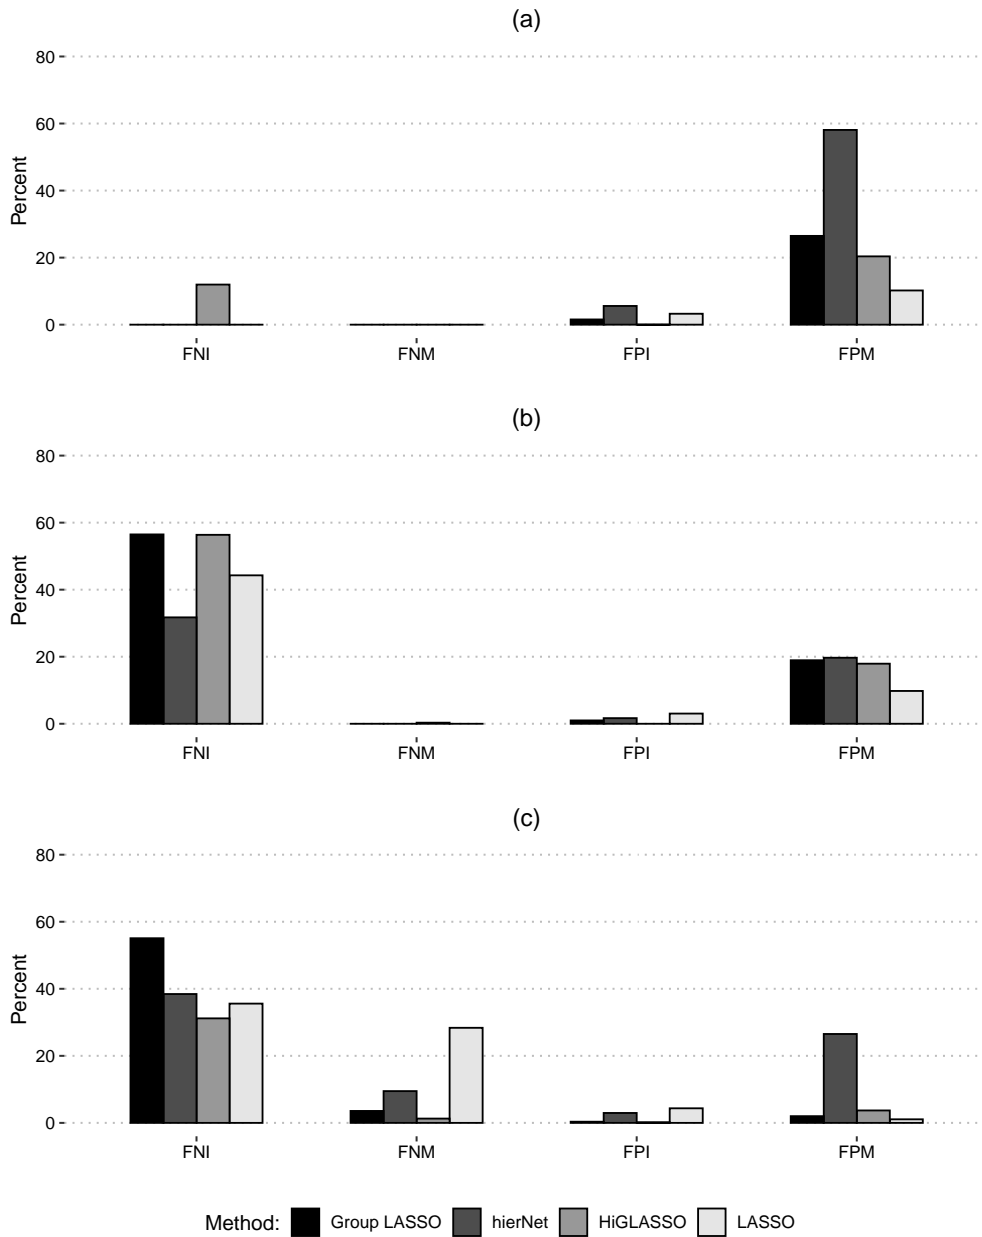 (a)
80
60
40
20
0
Percent
FNI FNM FPI FPM
(b)
80
60
40
20
0
Percent
FNI FNM FPI FPM
(c)
80
60
40
20
0
Percent
FNI FNM FPI FPM
Method: Group LASSO hierNet HiGLASSO LASSO